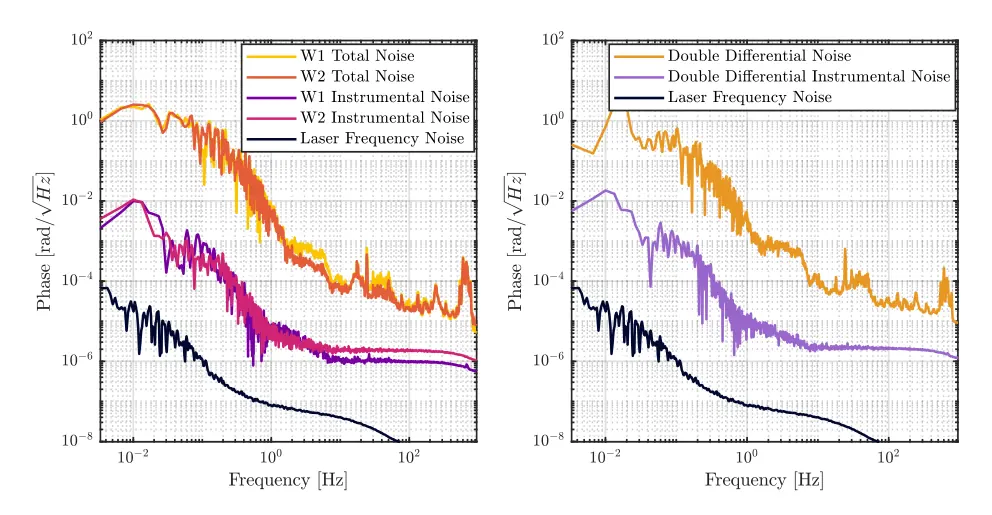 10^2
10^0
10^-2
10^-4
10^-6
10^-8
Phase [rad/√Hz]
W1 Total Noise
W2 Total Noise
W1 Instrumental Noise
W2 Instrumental Noise
Laser Frequency Noise
10^-2 10^0 10^2
Frequency [Hz]
10^2
10^0
10^-2
10^-4
10^-6
10^-8
Phase [rad/√Hz]
Double Differential Noise
Double Differential Instrumental Noise
Laser Frequency Noise
10^-2 10^0 10^2
Frequency [Hz]